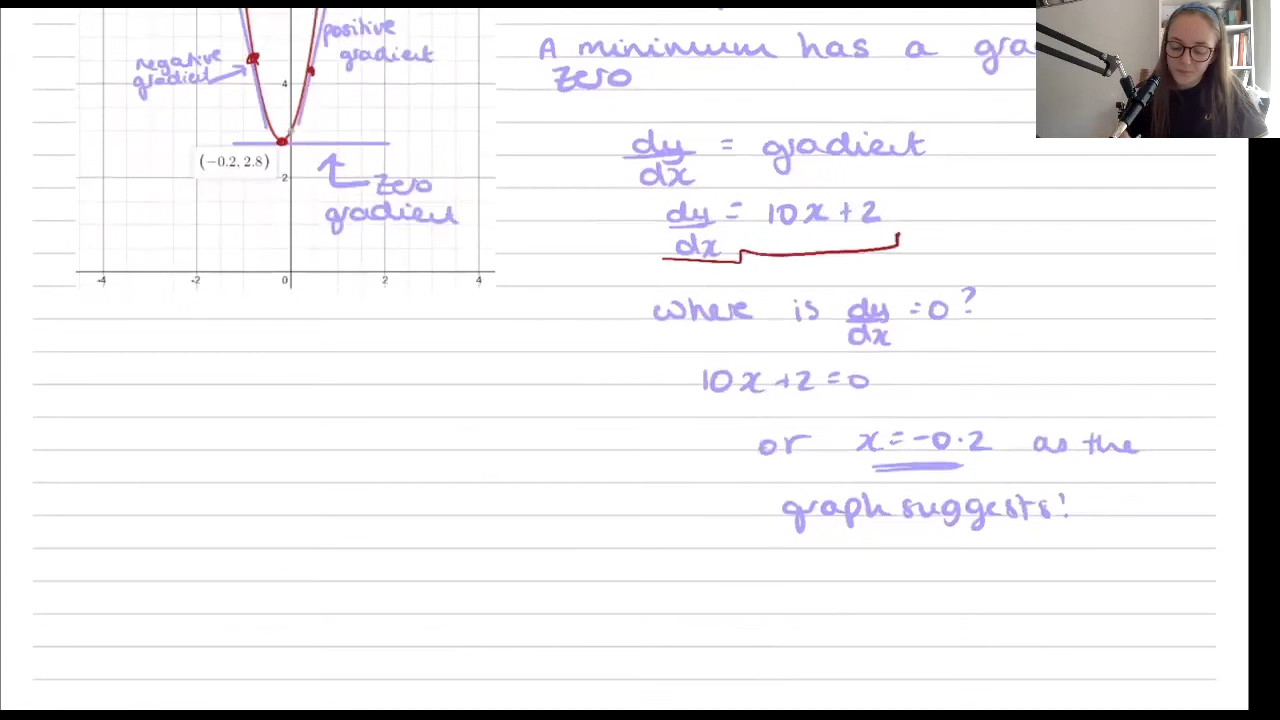 positive
gradient
negative
gradient
4
(−0.2, 2.8)
2
zero
gradient
-4
-2
0
2
4
A minimum has a
zero
dy/dx = gradient
dy/dx = 10x + 2
where is dy/dx = 0?
10x + 2 = 0
or x = -0.2 as the
graph suggests!